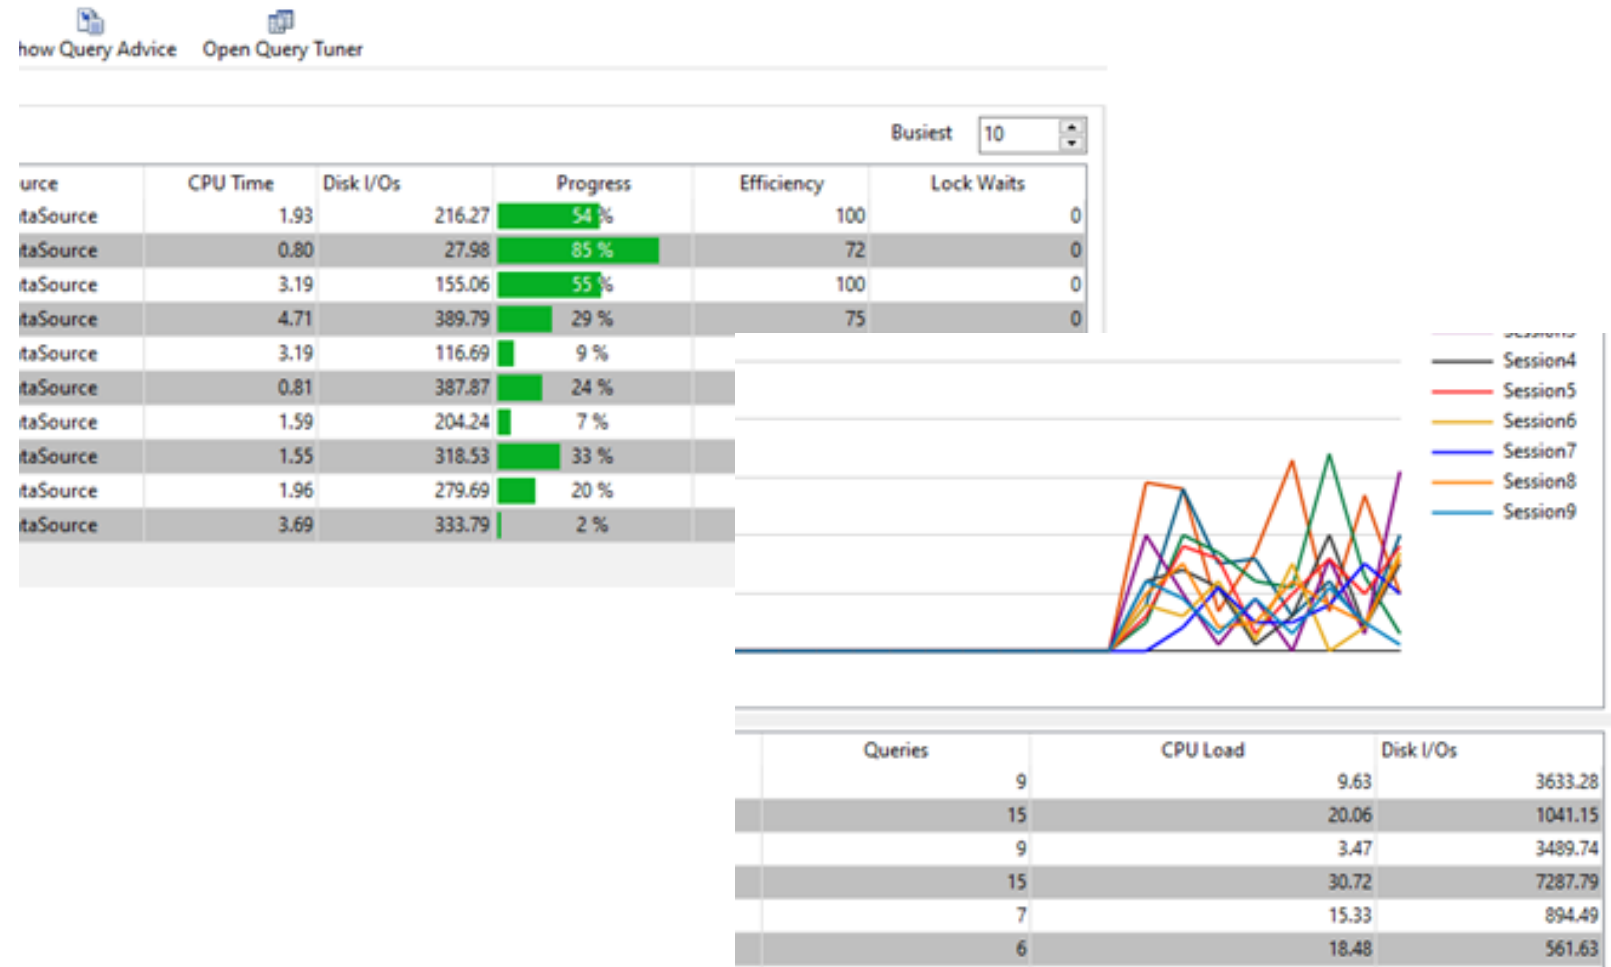 how Query Advice Open Query Tuner
Busiest 10
urce CPU Time Disk I/Os Progress Efficiency Lock Waits
taSource 1.93 216.27 54 % 100 0
taSource 0.80 27.98 85 % 72 0
taSource 3.19 155.06 55 % 100 0
taSource 4.71 389.79 29 % 75 0
taSource 3.19 116.69 9 %
taSource 0.81 387.87 24 %
taSource 1.59 204.24 7 %
taSource 1.55 318.53 33 %
taSource 1.96 279.69 20 %
taSource 3.69 333.79 2 %
Session4
Session5
Session6
Session7
Session8
Session9
Queries CPU Load Disk I/Os
9 9.63 3633.28
15 20.06 1041.15
9 3.47 3489.74
15 30.72 7287.79
7 15.33 894.49
6 18.48 561.63